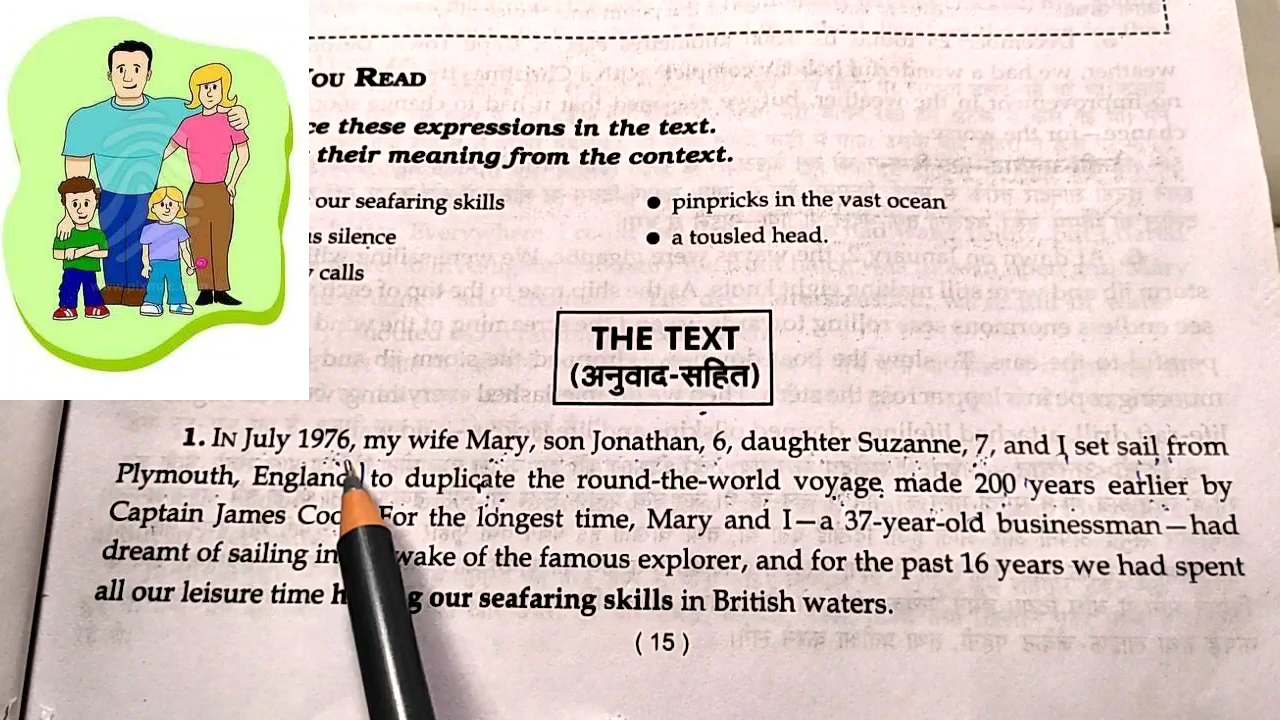 OU READ
ce these expressions in the text.
their meaning from the context.
our seafaring skills
● pinpricks in the vast ocean
s silence
● a tousled head.
calls
THE TEXT
(अनुवाद-सहित)
1. IN July 1976, my wife Mary, son Jonathan, 6, daughter Suzanne, 7, and I set sail from
Plymouth, England to duplicate the round-the-world voyage made 200 years earlier by
Captain James Coo For the longest time, Mary and I—a 37-year-old businessman—had
dreamt of sailing in wake of the famous explorer, and for the past 16 years we had spent
all our leisure time h g our seafaring skills in British waters.
( 15 )